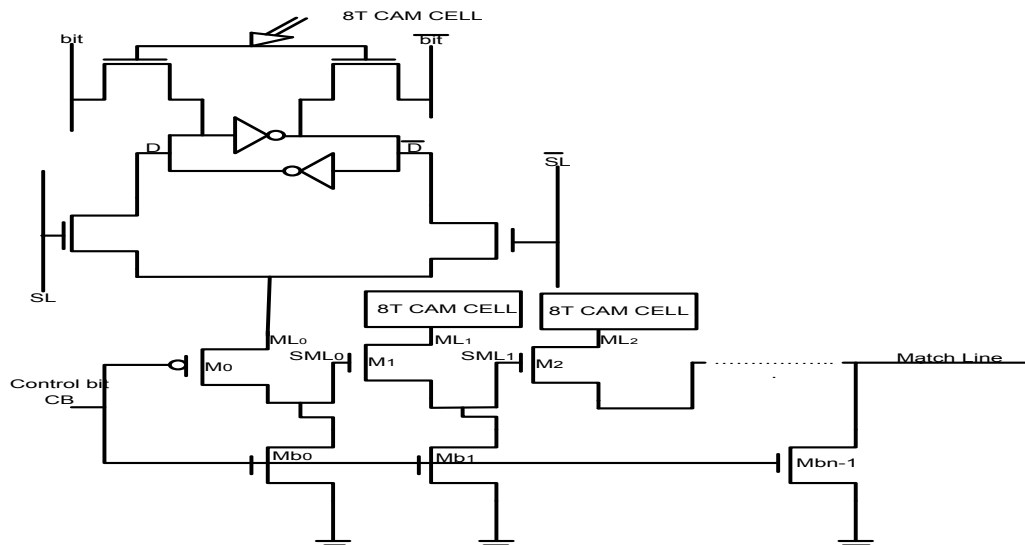 8T CAM CELL
bit
bit
D
D
SL
SL
8T CAM CELL
8T CAM CELL
ML0
ML1
ML2
SML0
SML1
M0
M1
M2
Match Line
Control bit
CB
Mb0
Mb1
Mbn-1